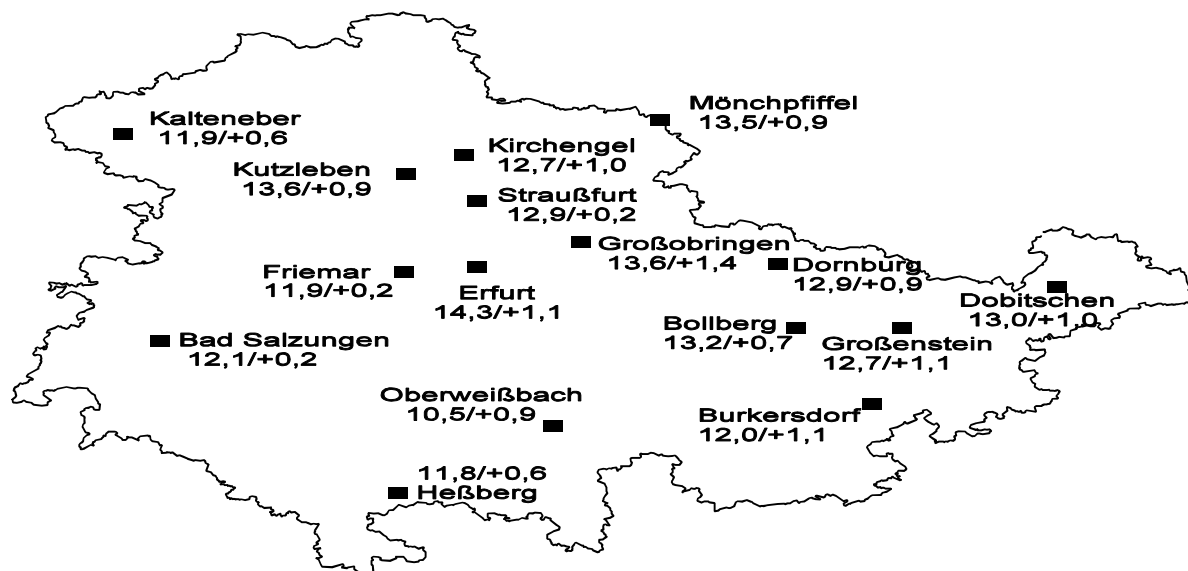 Kalteneber
11,9/+0,6
Mönchpfiffel
13,5/+0,9
Kirchengel
12,7/+1,0
Kutzleben
13,6/+0,9
Straußfurt
12,9/+0,2
Großobringen
13,6/+1,4
Dornburg
12,9/+0,9
Friemar
11,9/+0,2
Erfurt
14,3/+1,1
Dobitschen
13,0/+1,0
Bad Salzungen
12,1/+0,2
Bollberg
13,2/+0,7
Großenstein
12,7/+1,1
Oberweißbach
10,5/+0,9
Burkersdorf
12,0/+1,1
11,8/+0,6
Heßberg